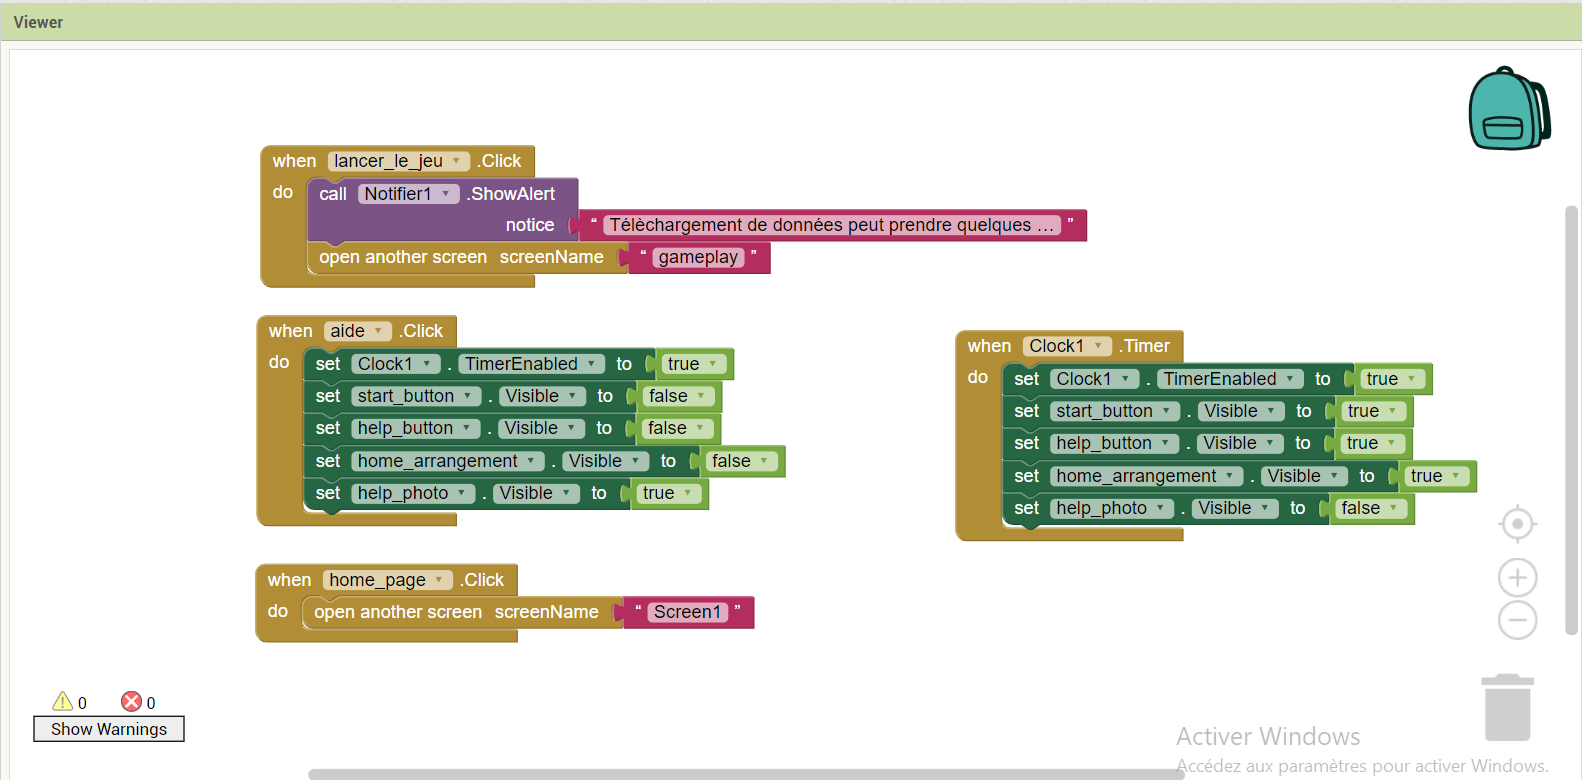 Viewer
when lancer_le_jeu .Click
do call Notifier1 .ShowAlert
notice “ Télèchargement de données peut prendre quelques ... ”
open another screen screenName “ gameplay ”
when aide .Click
do set Clock1 . TimerEnabled to true
set start_button . Visible to false
set help_button . Visible to false
set home_arrangement . Visible to false
set help_photo . Visible to true
when Clock1 .Timer
do set Clock1 . TimerEnabled to true
set start_button . Visible to true
set help_button . Visible to true
set home_arrangement . Visible to true
set help_photo . Visible to false
when home_page .Click
do open another screen screenName “ Screen1 ”
0 0
Show Warnings
Activer Windows
Accédez aux paramètres pour activer Windows.